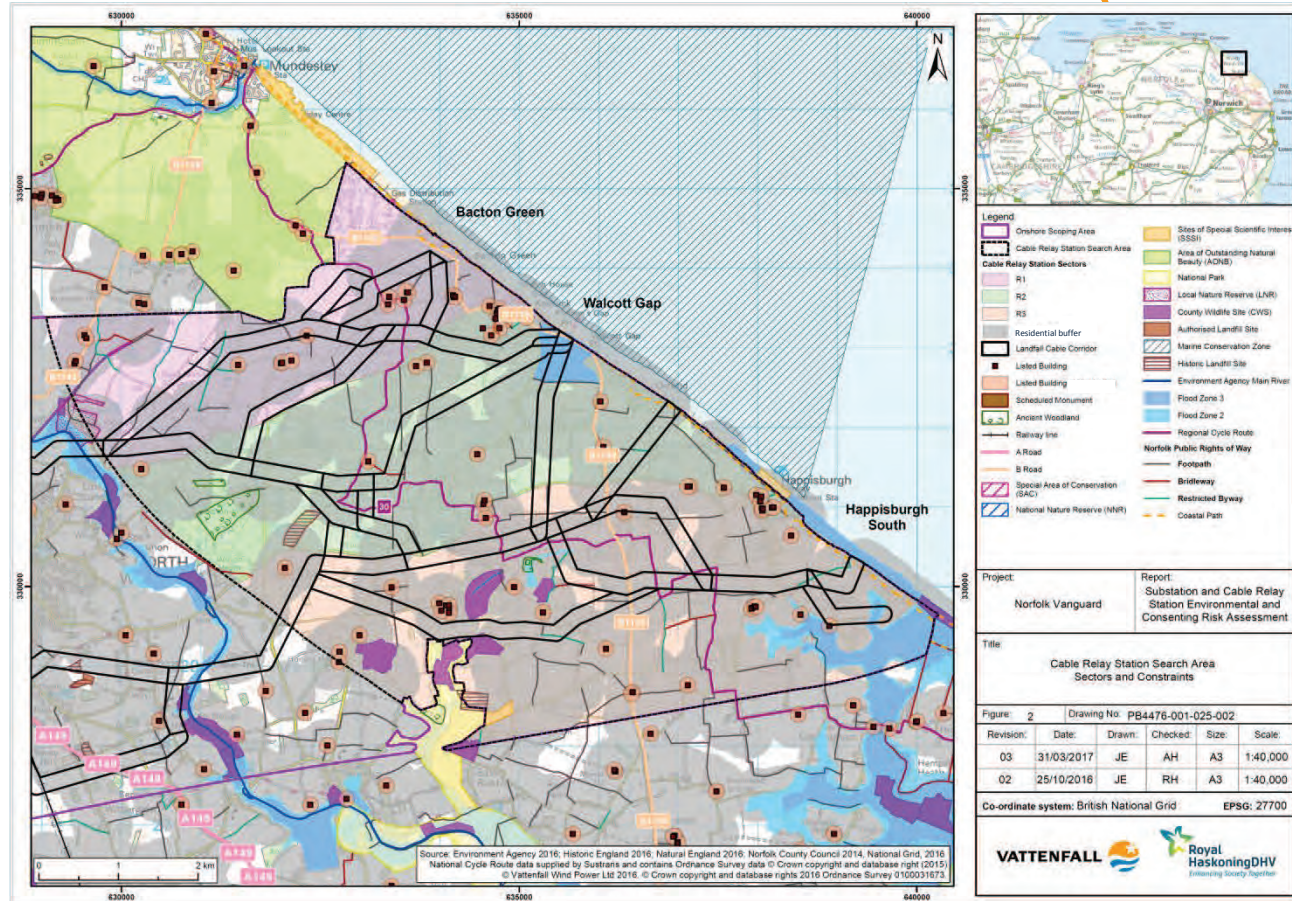 630000
635000
640000
N
Mundesley
335000
335000
Bacton Green
Walcott Gap
Happisburgh
Happisburgh
South
30
330000
330000
A149
A149
A149
A149
A149
0 1 2 km
630000
635000
640000
Source: Environment Agency 2016; Historic England 2016; Natural England 2016; Norfolk County Council 2014, National Grid, 2016
National Cycle Route data supplied by Sustrans and contains Ordnance Survey data © Crown copyright and database right (2015)
© Vattenfall Wind Power Ltd 2016. © Crown copyright and database rights 2016 Ordnance Survey 0100031673.
Norwich
Legend
Onshore Scoping Area
Cable Relay Station Search Area
Cable Relay Station Sectors
R1
R2
R3
Residential buffer
Landfall Cable Corridor
Listed Building
Listed Building
Scheduled Monument
Ancient Woodland
Railway line
A Road
B Road
Special Area of Conservation
(SAC)
National Nature Reserve (NNR)
Sites of Special Scientific Interest
(SSSI)
Area of Outstanding Natural
Beauty (AONB)
National Park
Local Nature Reserve (LNR)
County Wildlife Site (CWS)
Authorised Landfill Site
Marine Conservation Zone
Historic Landfill Site
Environment Agency Main River
Flood Zone 3
Flood Zone 2
Regional Cycle Route
Norfolk Public Rights of Way
Footpath
Bridleway
Restricted Byway
Coastal Path
Project:
Norfolk Vanguard
Report:
Substation and Cable Relay
Station Environmental and
Consenting Risk Assessment
Title
Cable Relay Station Search Area
Sectors and Constraints
Figure: 2 Drawing No: PB4476-001-025-002
Revision: Date: Drawn: Checked: Size: Scale:
03 31/03/2017 JE AH A3 1:40,000
02 25/10/2016 JE RH A3 1:40,000
Co-ordinate system: British National Grid EPSG: 27700
VATTENFALL
Royal
HaskoningDHV
Enhancing Society Together